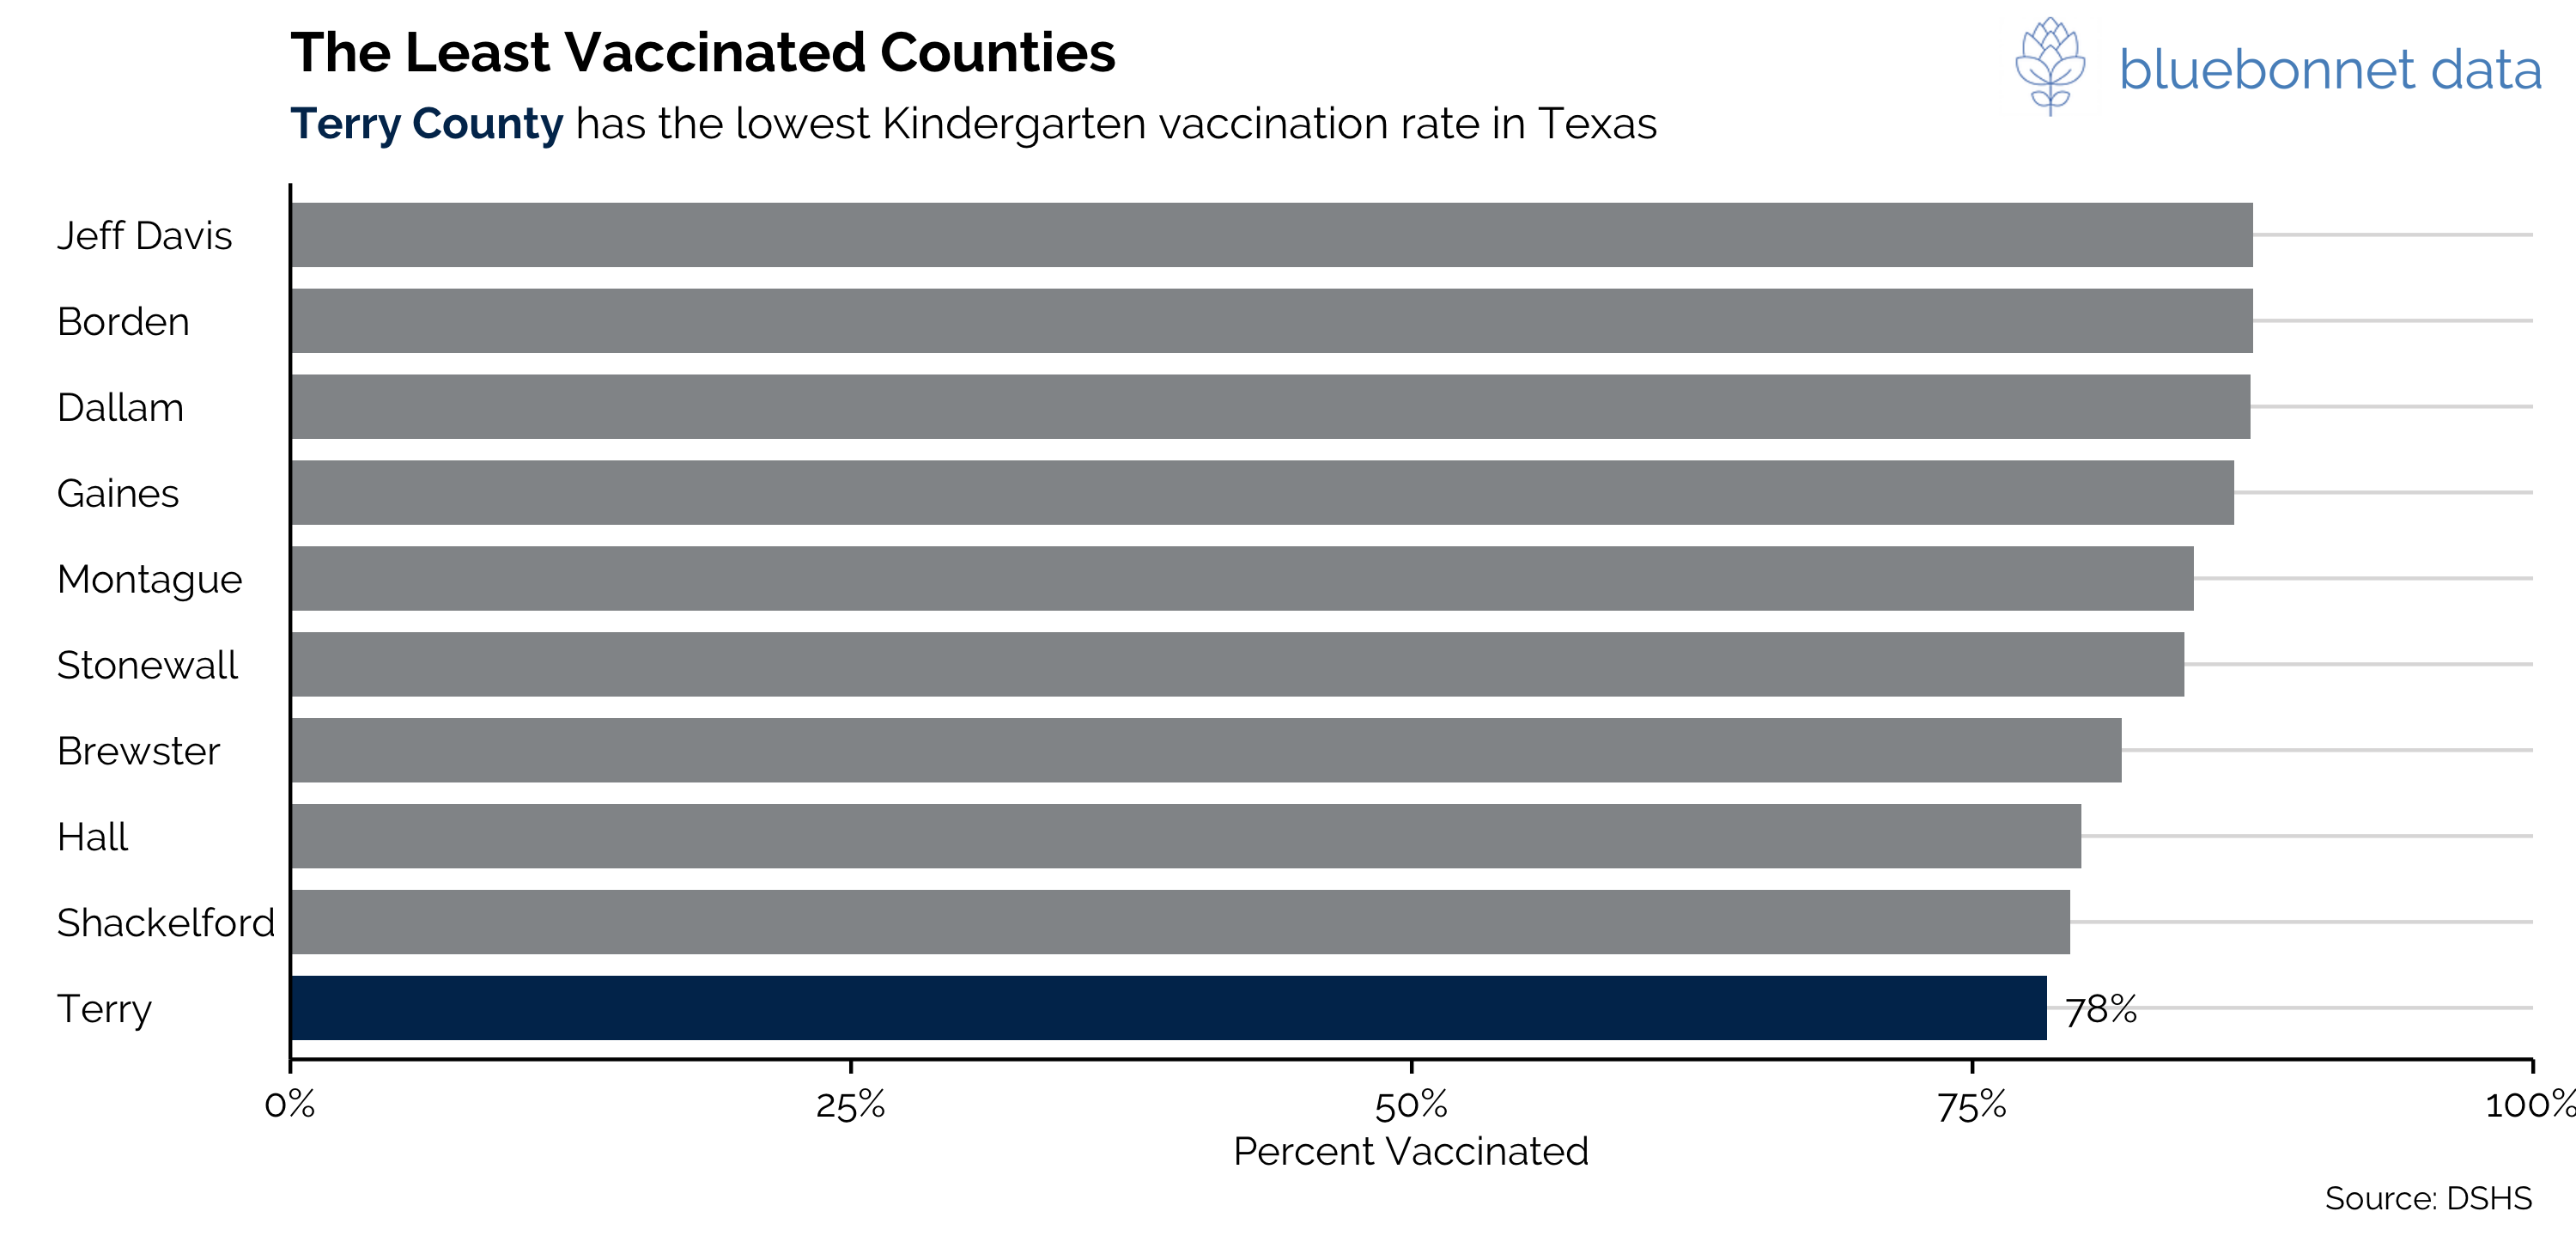 The Least Vaccinated Counties
bluebonnet data
Terry County has the lowest Kindergarten vaccination rate in Texas
Jeff Davis
Borden
Dallam
Gaines
Montague
Stonewall
Brewster
Hall
Shackelford
Terry
78%
0% 25% 50% 75% 100%
Percent Vaccinated
Source: DSHS